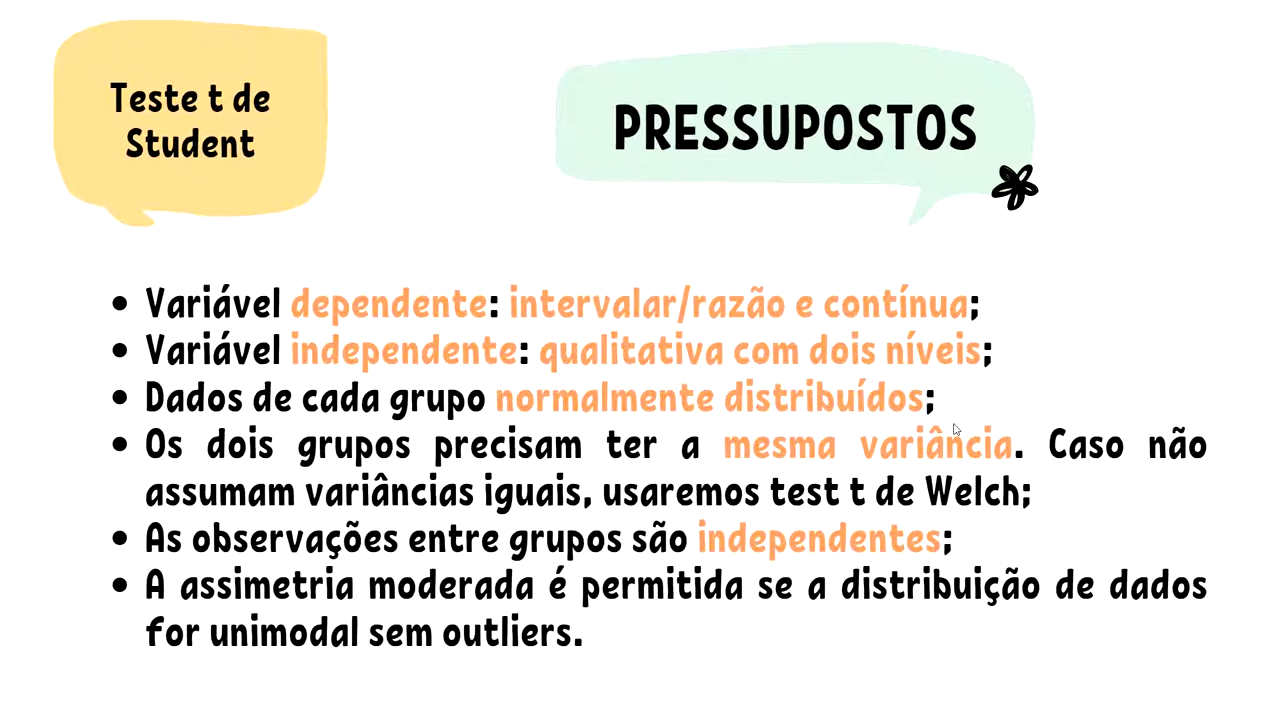 Teste t de
Student
PRESSUPOSTOS
• Variável dependente: intervalar/razão e contínua;
• Variável independente: qualitativa com dois níveis;
• Dados de cada grupo normalmente distribuídos;
• Os dois grupos precisam ter a mesma variância. Caso não
assumam variâncias iguais, usaremos test t de Welch;
• As observações entre grupos são independentes;
• A assimetria moderada é permitida se a distribuição de dados
for unimodal sem outliers.